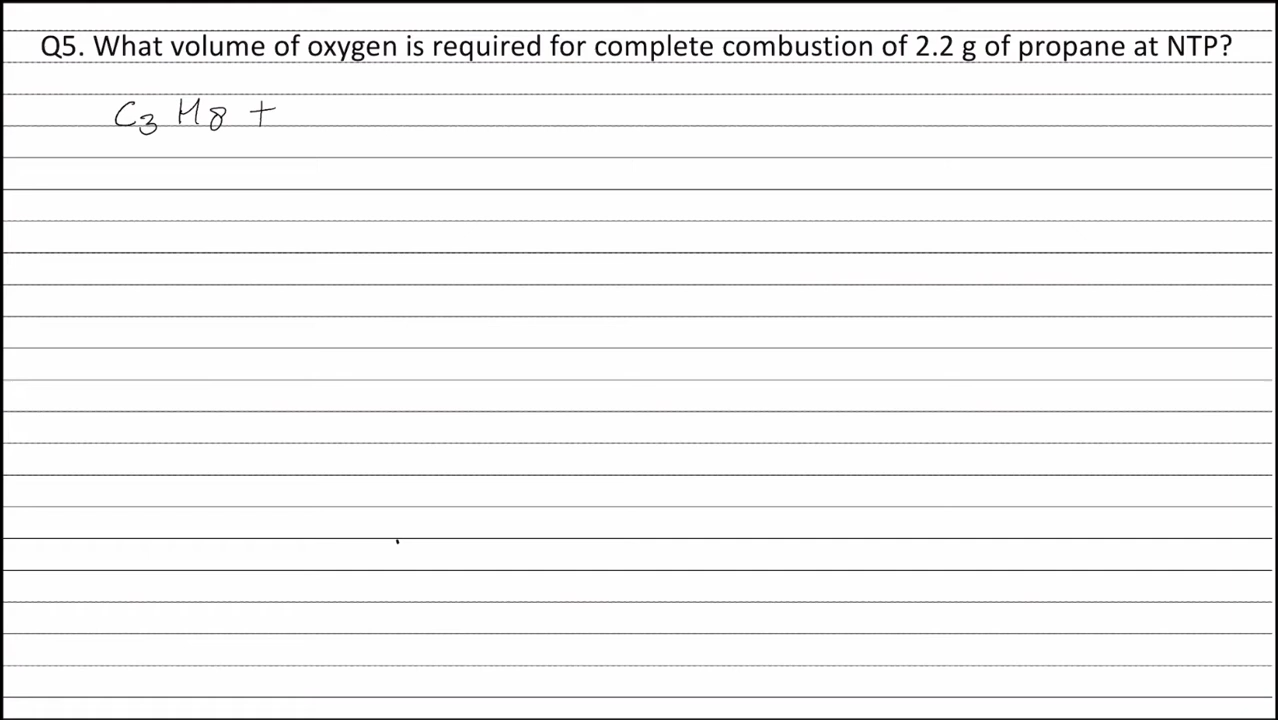 Q5. What volume of oxygen is required for complete combustion of 2.2 g of propane at NTP?
C₃ H₈ +